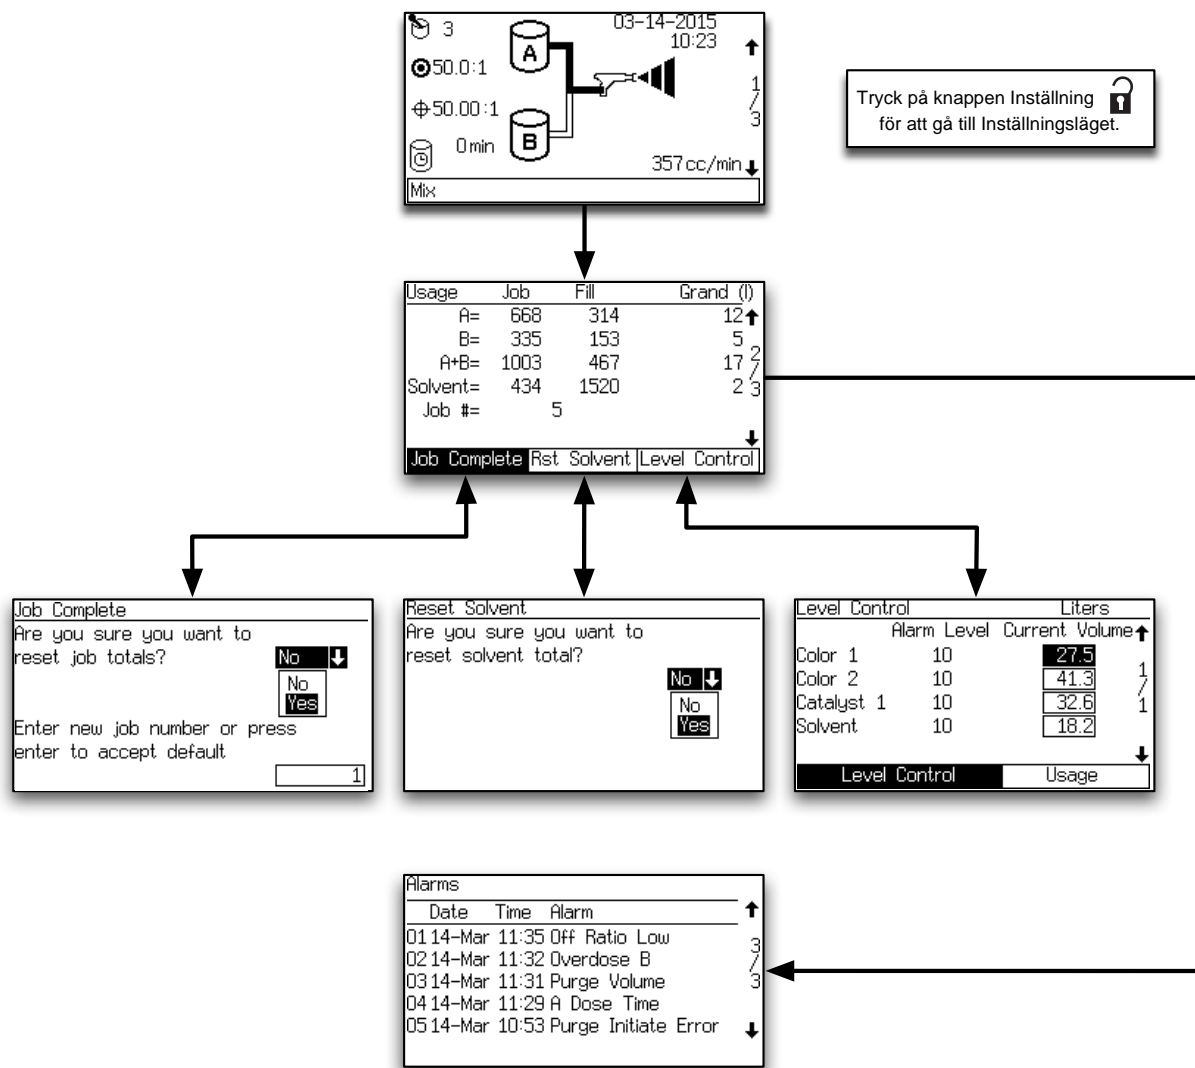 3
03-14-2015
10:23
A
50.0:1
1
/
3
50.00:1
B
0min
357cc/min
Mix
Tryck på knappen Inställning
för att gå till Inställningsläget.
Usage Job Fill Grand (l)
A= 668 314 12
B= 335 153 5
A+B= 1003 467 17
Solvent= 434 1520 2
Job #= 5
2
/
3
Job Complete Rst Solvent Level Control
Job Complete
Are you sure you want to
reset job totals? No
No
Yes
Enter new job number or press
enter to accept default
1
Reset Solvent
Are you sure you want to
reset solvent total?
No
No
Yes
Level Control Liters
Alarm Level Current Volume
Color 1 10 27.5
Color 2 10 41.3
Catalyst 1 10 32.6
Solvent 10 18.2
1
/
1
Level Control Usage
Alarms
Date Time Alarm
01 14-Mar 11:35 Off Ratio Low
02 14-Mar 11:32 Overdose B
03 14-Mar 11:31 Purge Volume
04 14-Mar 11:29 A Dose Time
05 14-Mar 10:53 Purge Initiate Error
3
/
3